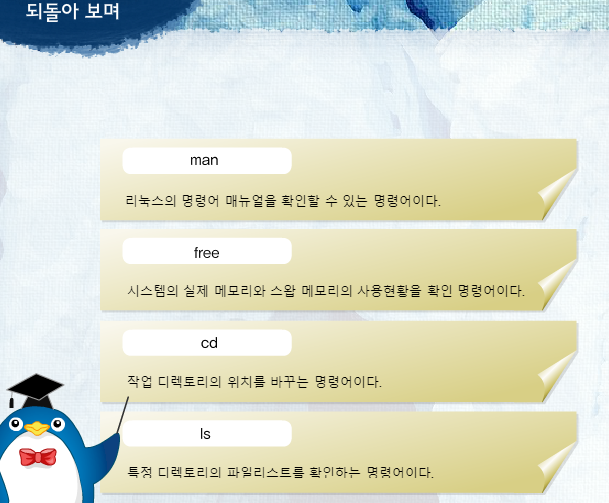 되돌아 보며
man
리눅스의 명령어 매뉴얼을 확인할 수 있는 명령어이다.
free
시스템의 실제 메모리와 스왑 메모리의 사용현황을 확인 명령어이다.
cd
작업 디렉토리의 위치를 바꾸는 명령어이다.
ls
특정 디렉토리의 파일리스트를 확인하는 명령어이다.